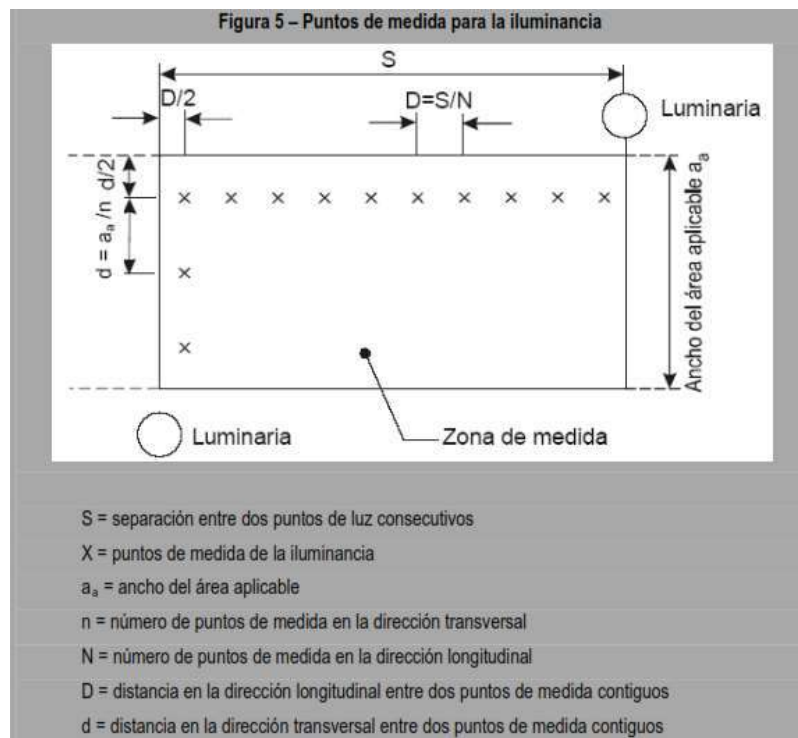 Figura 5 – Puntos de medida para la iluminancia
S
D/2
D=S/N
Luminaria
d/2
d = aₐ /n
Ancho del área aplicable aₐ
Luminaria
Zona de medida
S = separación entre dos puntos de luz consecutivos
X = puntos de medida de la iluminancia
aₐ = ancho del área aplicable
n = número de puntos de medida en la dirección transversal
N = número de puntos de medida en la dirección longitudinal
D = distancia en la dirección longitudinal entre dos puntos de medida contiguos
d = distancia en la dirección transversal entre dos puntos de medida contiguos